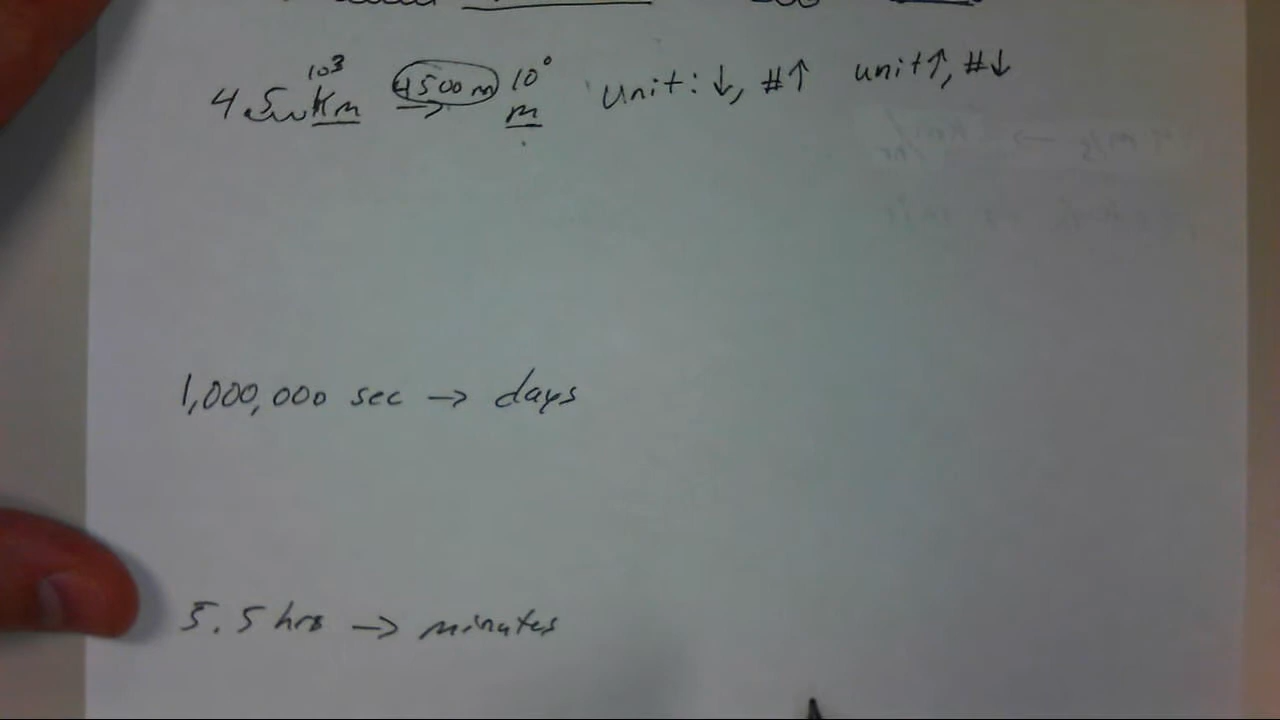 4.5 Km 10³ → 4500 m 10⁰ m unit: ↓, #↑ unit↑, #↓
1,000,000 sec → days
5.5 hrs → minutes